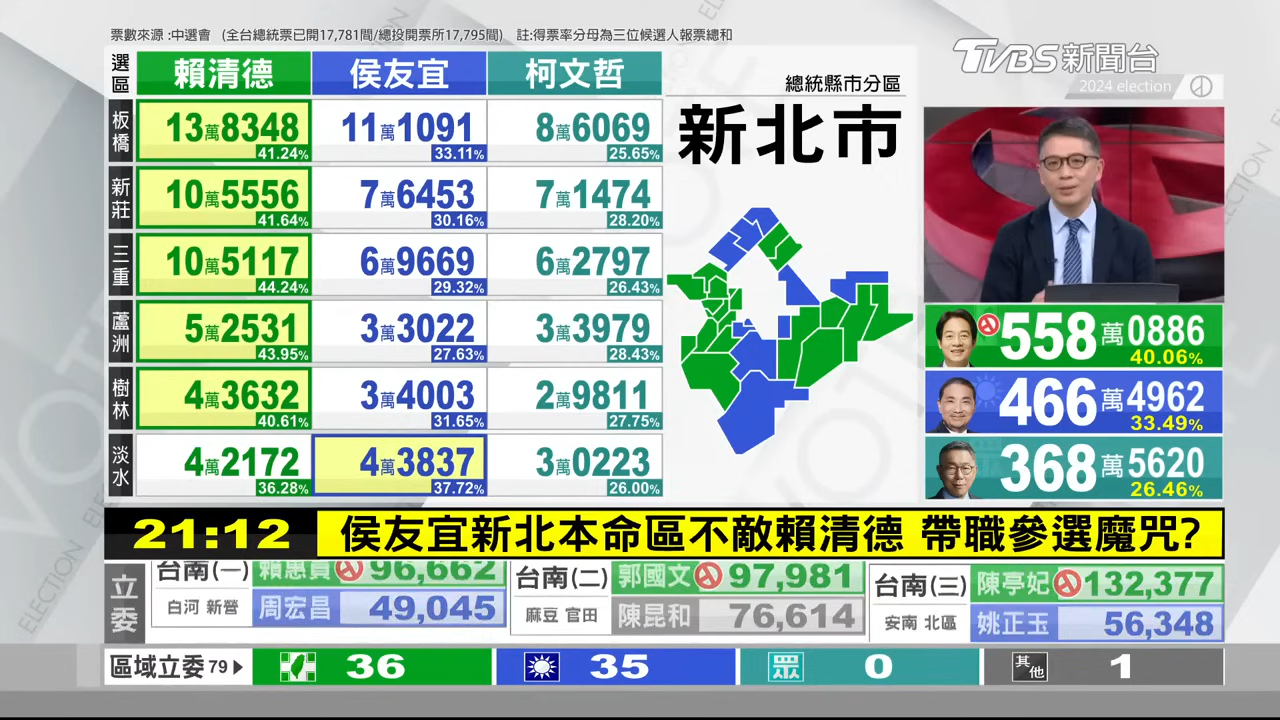 票數來源 :中選會 (全台總統票已開17,781間/總投開票所17,795間) 註:得票率分母為三位候選人報票總和
TVBS新聞台
2024 election
選區 賴清德 侯友宜 柯文哲
總統縣市分區
新北市
板橋 13萬8348 41.24% 11萬1091 33.11% 8萬6069 25.65%
新莊 10萬5556 41.64% 7萬6453 30.16% 7萬1474 28.20%
三重 10萬5117 44.24% 6萬9669 29.32% 6萬2797 26.43%
蘆洲 5萬2531 43.95% 3萬3022 27.63% 3萬3979 28.43%
樹林 4萬3632 40.61% 3萬4003 31.65% 2萬9811 27.75%
淡水 4萬2172 36.28% 4萬3837 37.72% 3萬0223 26.00%
558萬0886
40.06%
466萬4962
33.49%
368萬5620
26.46%
21:12 侯友宜新北本命區不敵賴清德 帶職參選魔咒?
立委
台南(一) 賴惠員 96,662
白河 新營 周宏昌 49,045
台南(二) 郭國文 97,981
麻豆 官田 陳昆和 76,614
台南(三) 陳亭妃 132,377
安南 北區 姚正玉 56,348
區域立委 79 36 35 眾 0 其他 1
VOTE
ELECTION
ELECTION
ELECTION